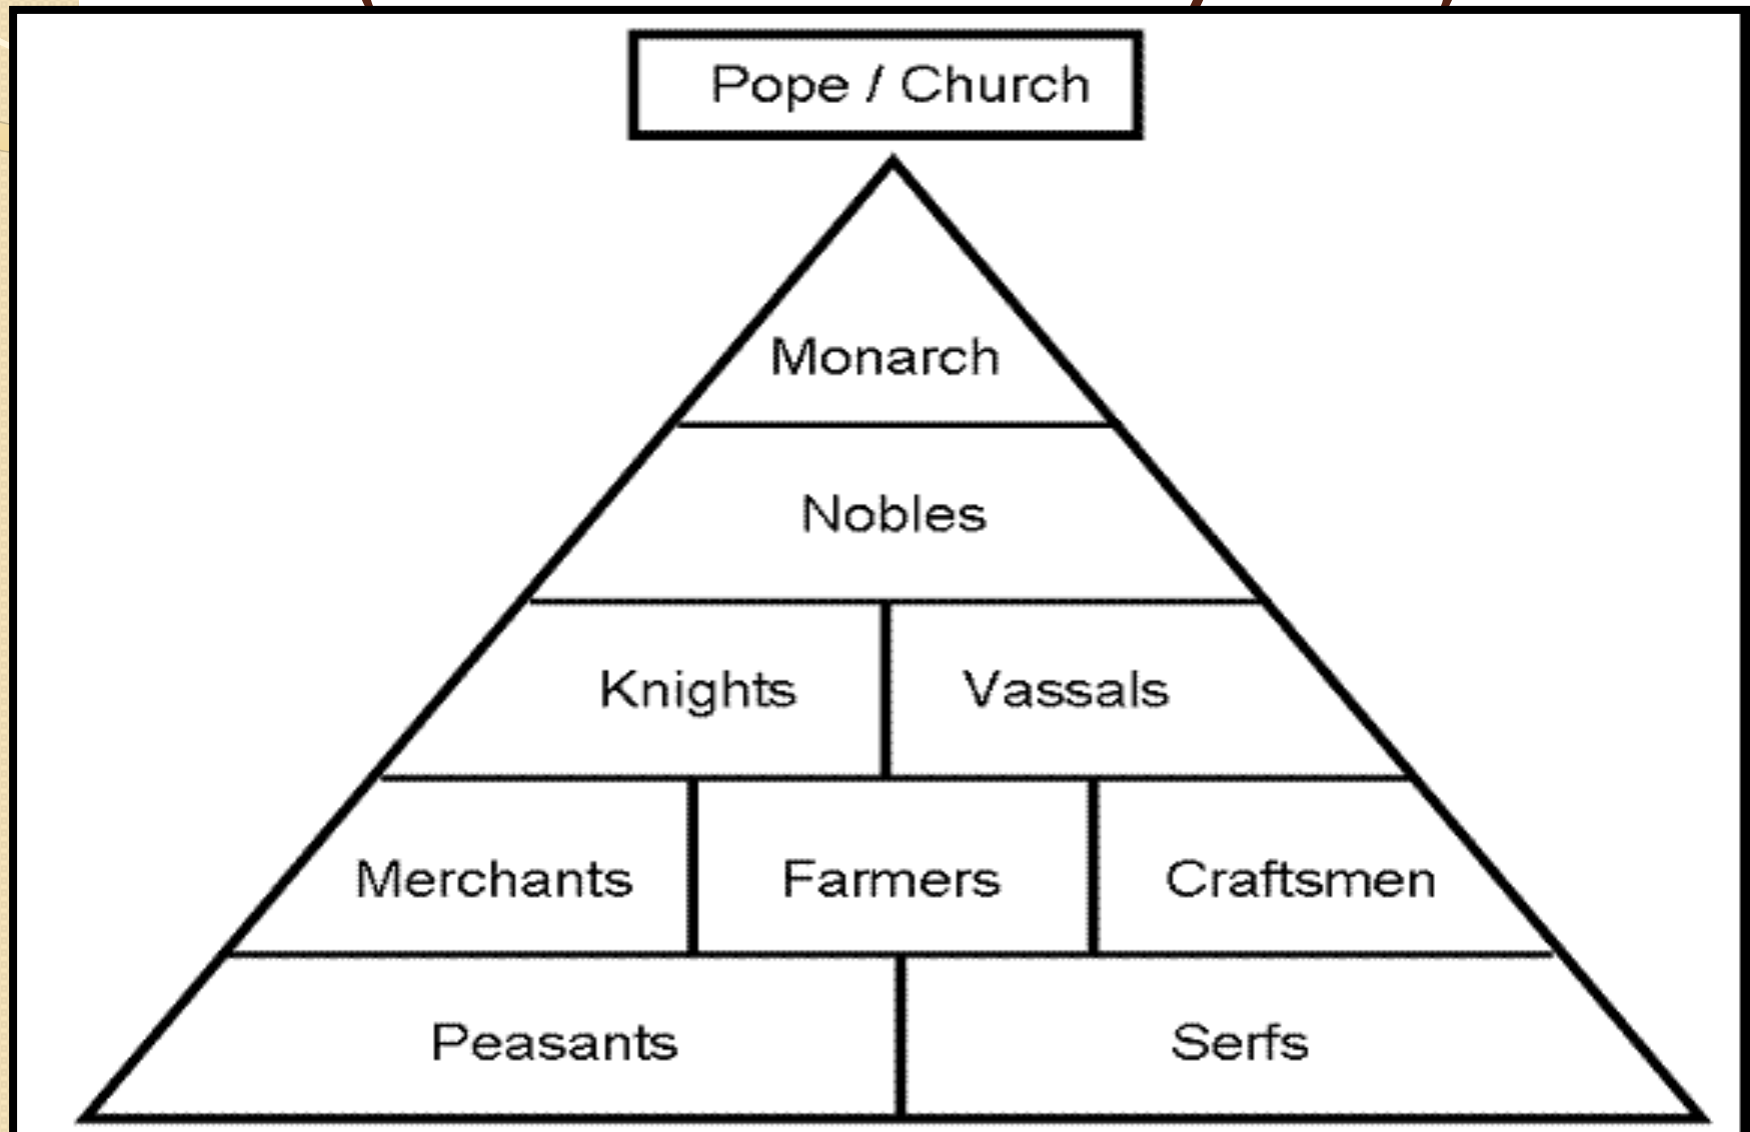 Pope / Church
Monarch
Nobles
Knights Vassals
Merchants Farmers Craftsmen
Peasants Serfs